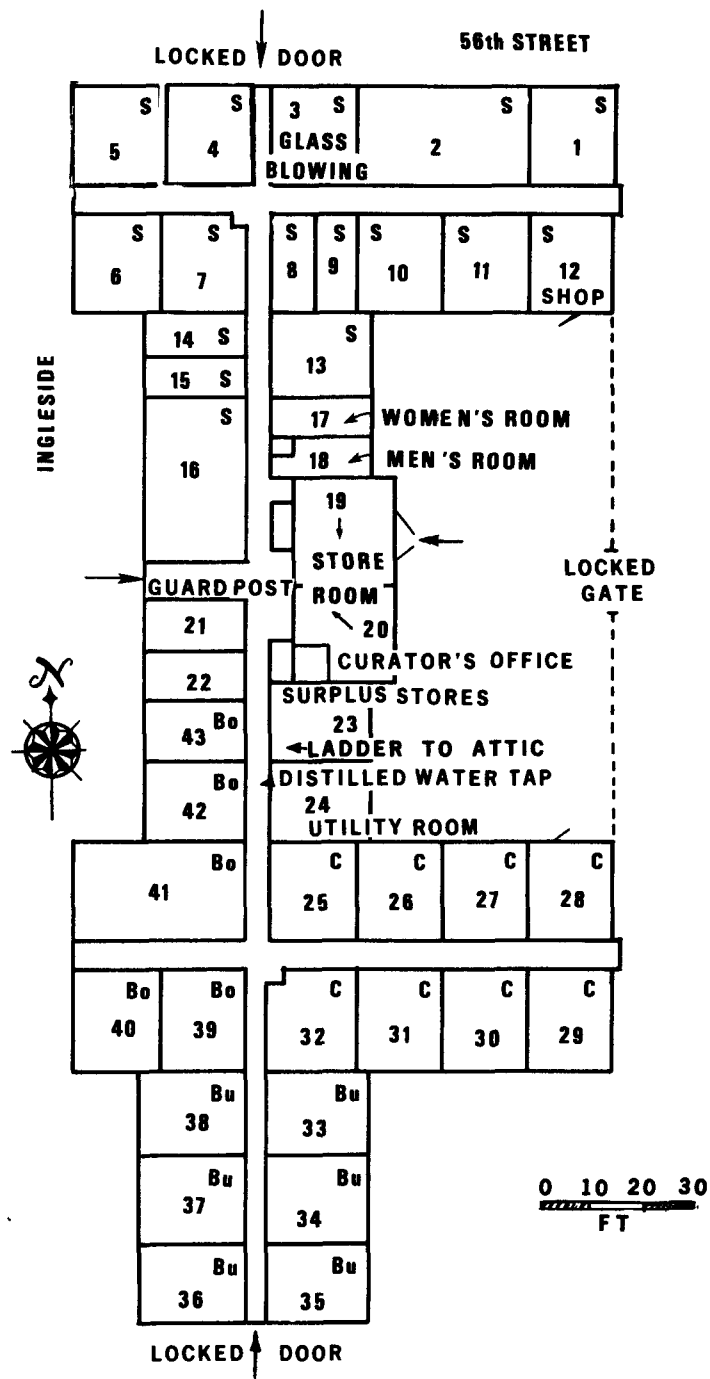 56th STREET
LOCKED DOOR
S S 3 S S S
5 4 GLASS 2 1
BLOWING
S S S S S S S
6 7 8 9 10 11 12
SHOP
14 S S
15 S 13
INGLESIDE
S 17 WOMEN'S ROOM
16 18 MEN'S ROOM
19
STORE
LOCKED
GATE
GUARD POST ROOM
21 20
CURATOR'S OFFICE
22 SURPLUS STORES
N
Bo 23
43 LADDER TO ATTIC
Bo DISTILLED WATER TAP
42 24
UTILITY ROOM
Bo C C C C
41 25 26 27 28
Bo Bo C C C C
40 39 32 31 30 29
Bu Bu
38 33
Bu Bu
37 34
0 10 20 30
FT
Bu Bu
36 35
LOCKED DOOR